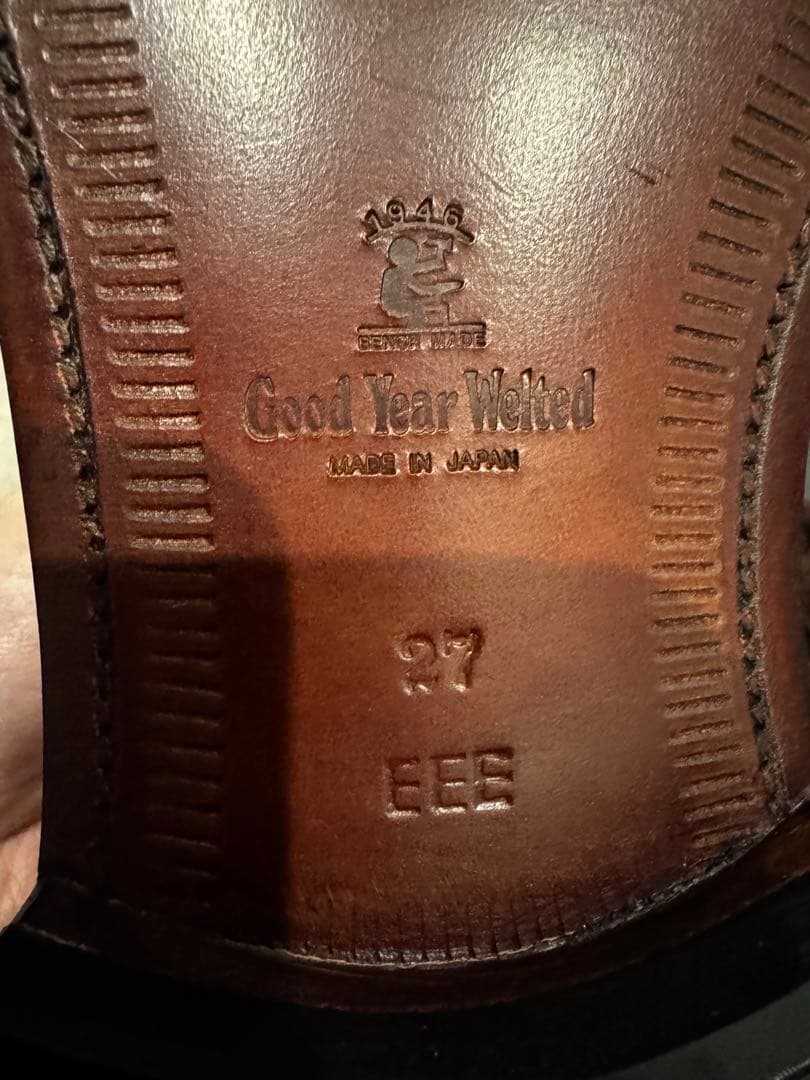 1946
BENCH MADE
Good Year Welted
MADE IN JAPAN
27
EEE